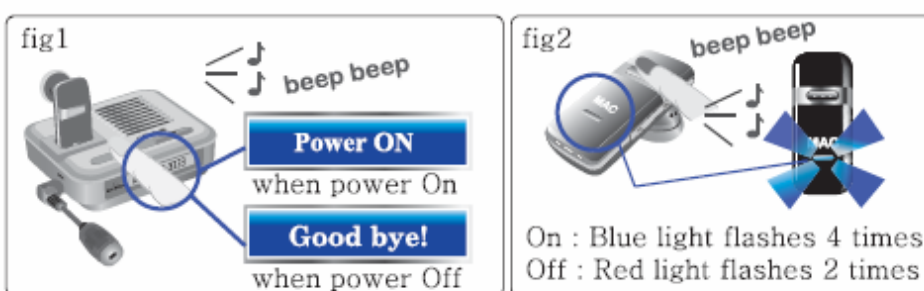 fig1
beep beep
Power ON
when power On
Good bye!
when power Off
fig2
beep beep
MAC
MAC
On : Blue light flashes 4 times
Off : Red light flashes 2 times